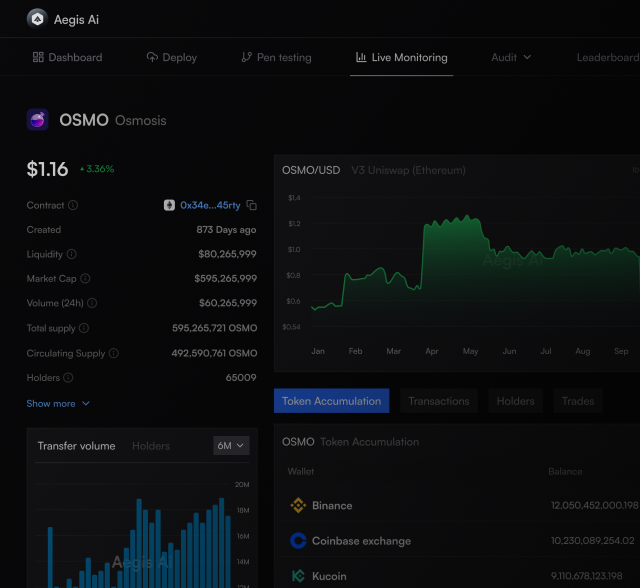 Aegis Ai
Dashboard Deploy Pen testing Live Monitoring Audit Leaderboard
OSMO Osmosis
$1.16 3.36%
Contract 0x34e...45rty
Created 873 Days ago
Liquidity $80,265,999
Market Cap $595,265,999
Volume (24h) $60,265,999
Total supply 595,265,721 OSMO
Circulating Supply 492,590,761 OSMO
Holders 65009
Show more
OSMO/USD V3 Uniswap (Ethereum)
$1.4
$1.2
$1.0
$0.8
$0.6
$0.54
Aegis Ai
Jan Feb Mar Apr May Jun Jul Aug Sep
Token Accumulation Transactions Holders Trades
Transfer volume Holders 6M
20M
18M
16M
14M
12M
Aegis Ai
OSMO Token Accumulation
Wallet Balance
Binance 12,050,452,000.198
Coinbase exchange 10,230,089,254.02
Kucoin 9,110,678,123.198